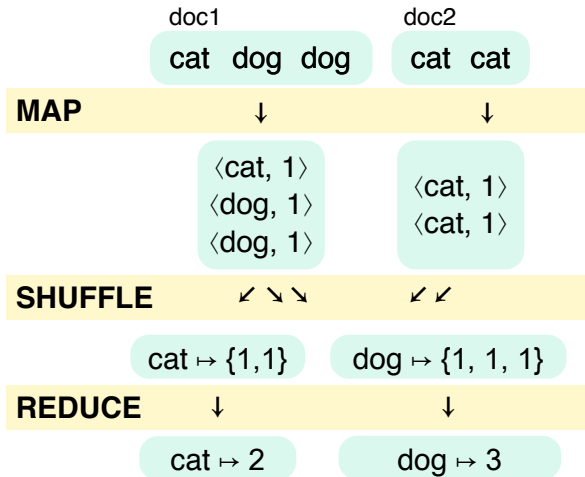 doc1 doc2
cat dog dog cat cat
MAP ↓ ↓
⟨cat, 1⟩
⟨dog, 1⟩
⟨dog, 1⟩
⟨cat, 1⟩
⟨cat, 1⟩
SHUFFLE ↙ ↘ ↘ ↙ ↙
cat ↦ {1,1} dog ↦ {1, 1, 1}
REDUCE ↓ ↓
cat ↦ 2 dog ↦ 3